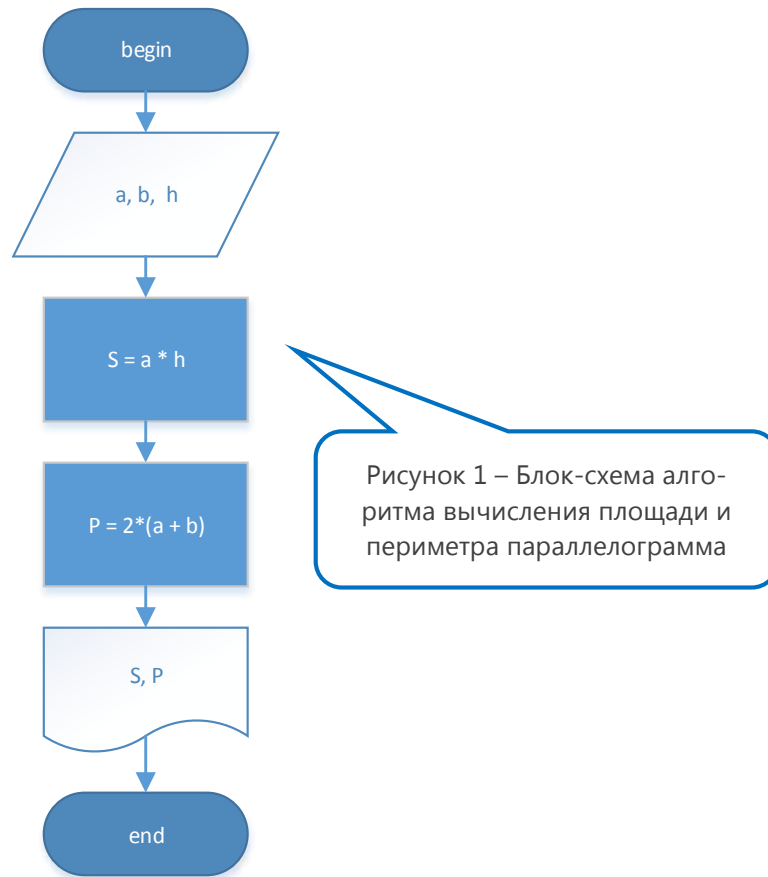 begin
a, b, h
S = a * h
P = 2*(a + b)
S, P
end
Рисунок 1 – Блок-схема алго-
ритма вычисления площади и
периметра параллелограмма